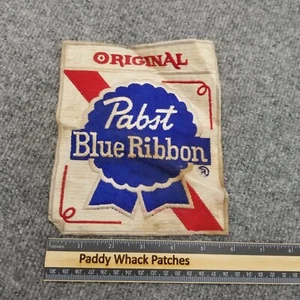 ORIGINAL
Pabst
Blue Ribbon
®
Paddy Whack Patches